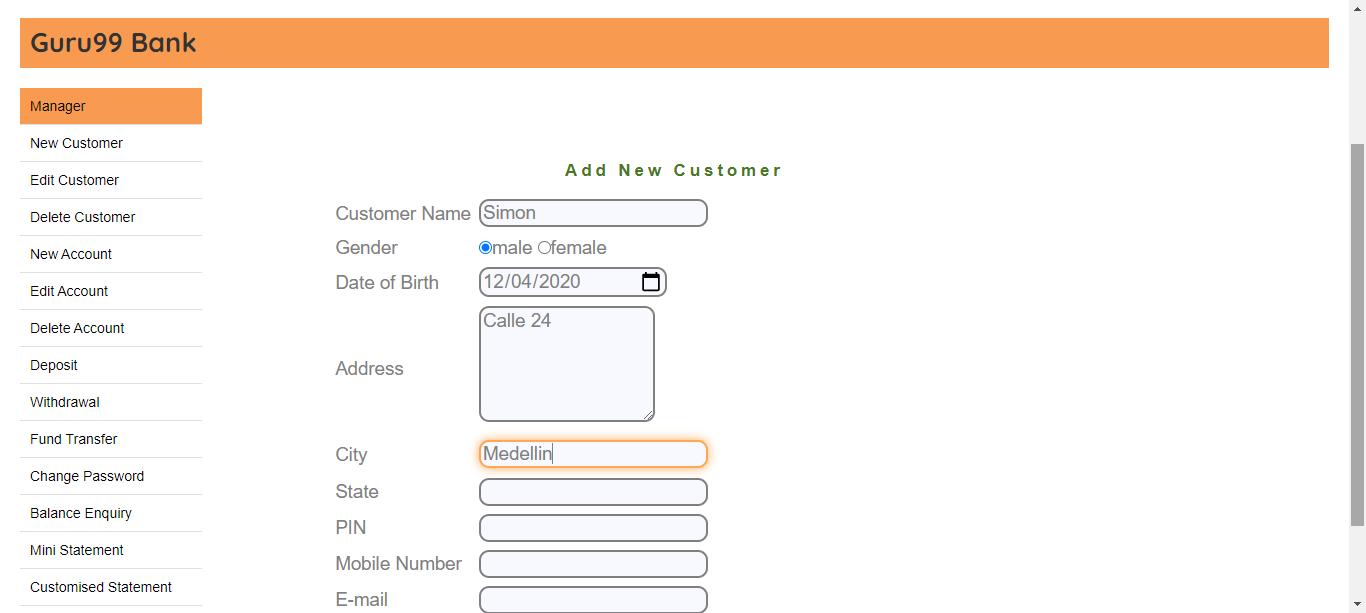 Guru99 Bank
Manager
New Customer
Edit Customer
Delete Customer
New Account
Edit Account
Delete Account
Deposit
Withdrawal
Fund Transfer
Change Password
Balance Enquiry
Mini Statement
Customised Statement
Add New Customer
Customer Name Simon
Gender male female
Date of Birth 12/04/2020
Address Calle 24
City Medellin
State
PIN
Mobile Number
E-mail